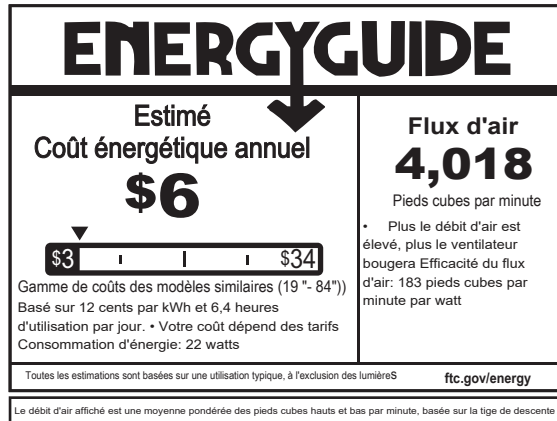 ENERGYGUIDE
Estimé
Coût énergétique annuel
$6
$3
$34
Gamme de coûts des modèles similaires (19 "- 84"))
Basé sur 12 cents par kWh et 6,4 heures
d'utilisation par jour. • Votre coût dépend des tarifs
Consommation d'énergie: 22 watts
Flux d'air
4,018
Pieds cubes par minute
• Plus le débit d'air est
élevé, plus le ventilateur
bougera Efficacité du flux
d'air: 183 pieds cubes par
minute par watt
Toutes les estimations sont basées sur une utilisation typique, à l'exclusion des lumièreS
ftc.gov/energy
Le débit d'air affiché est une moyenne pondérée des pieds cubes hauts et bas par minute, basée sur la tige de descente